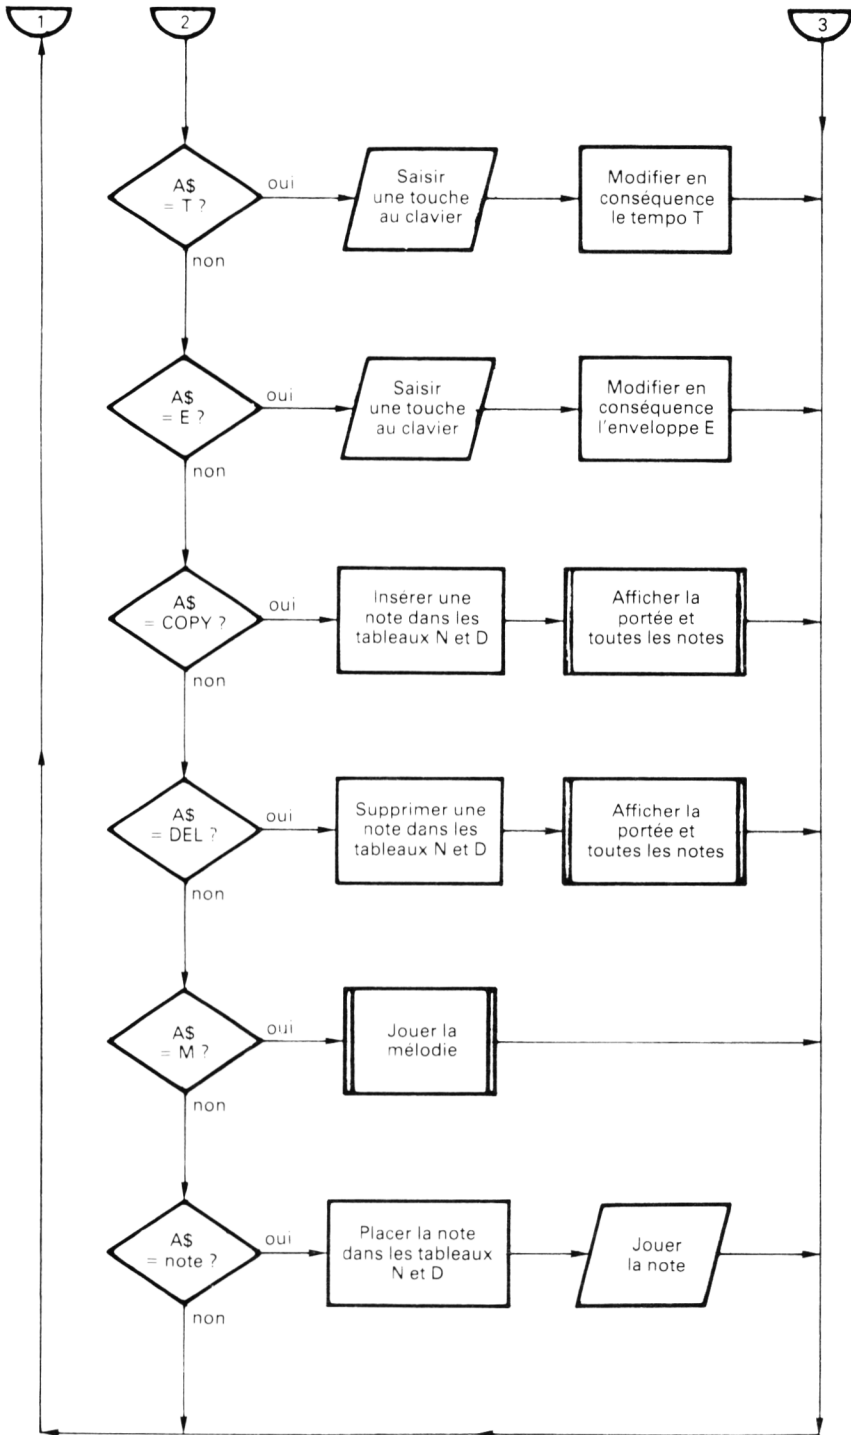 1
2
3
A$
= T ?
oui
non
Saisir
une touche
au clavier
Modifier en
conséquence
le tempo T
A$
= E ?
oui
non
Saisir
une touche
au clavier
Modifier en
conséquence
l'enveloppe E
A$
= COPY ?
oui
non
Insérer une
note dans les
tableaux N et D
Afficher la
portée et
toutes les notes
A$
= DEL ?
oui
non
Supprimer une
note dans les
tableaux N et D
Afficher la
portée et
toutes les notes
A$
= M ?
oui
non
Jouer la
mélodie
A$
= note ?
oui
non
Placer la note
dans les tableaux
N et D
Jouer
la note